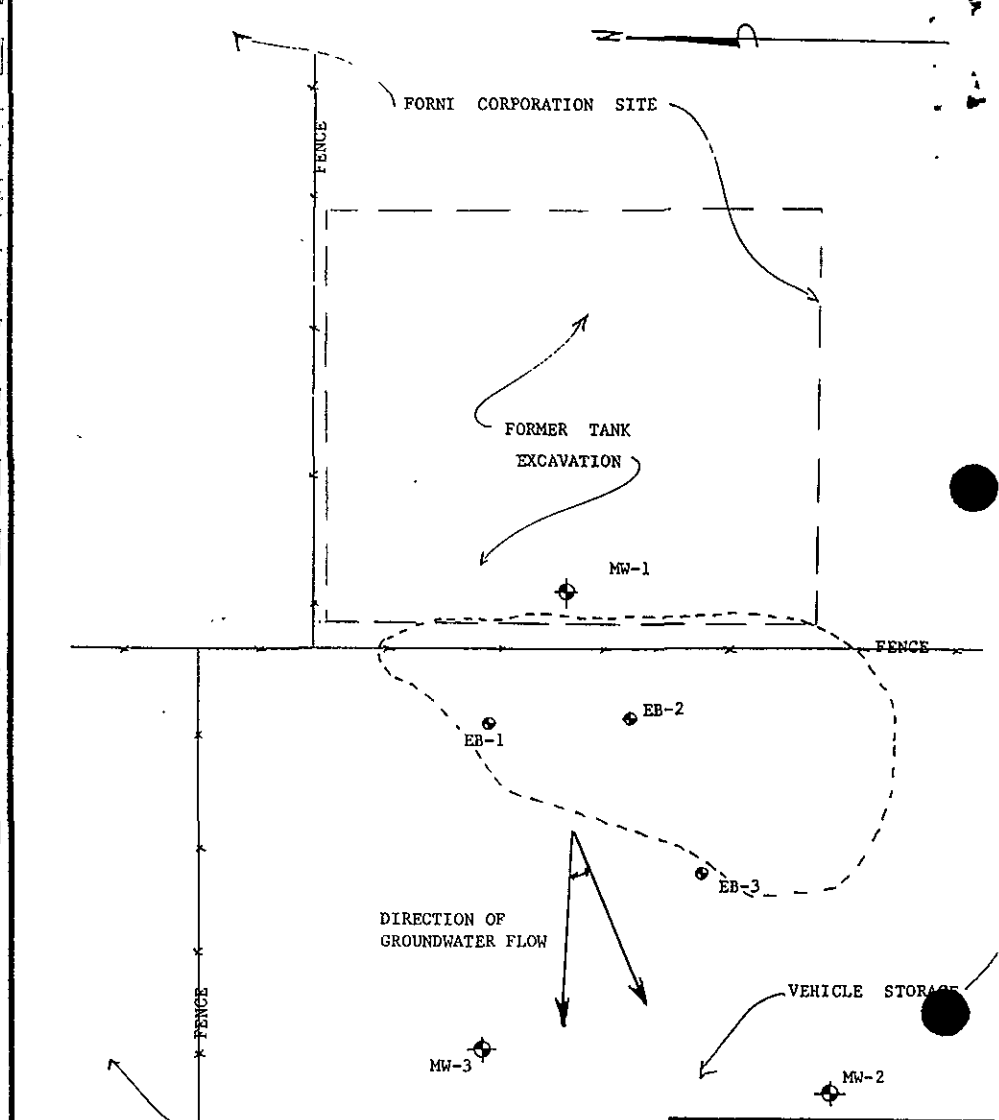 N
FORNI CORPORATION SITE
FENCE
FORMER TANK
EXCAVATION
MW-1
FENCE
EB-2
EB-1
EB-3
DIRECTION OF
GROUNDWATER FLOW
VEHICLE STORAGE
FENCE
MW-3
MW-2